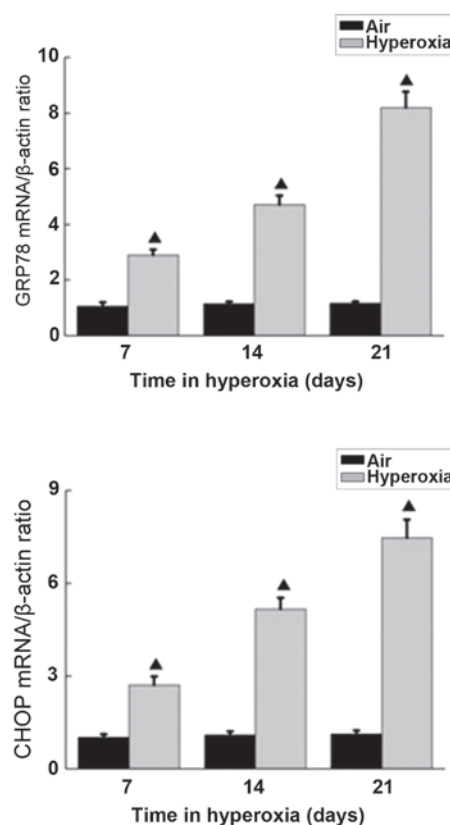 Air
Hyperoxia
10
8
6
4
2
0
GRP78 mRNA/β-actin ratio
7 14 21
Time in hyperoxia (days)
Air
Hyperoxia
9
6
3
0
CHOP mRNA/β-actin ratio
7 14 21
Time in hyperoxia (days)